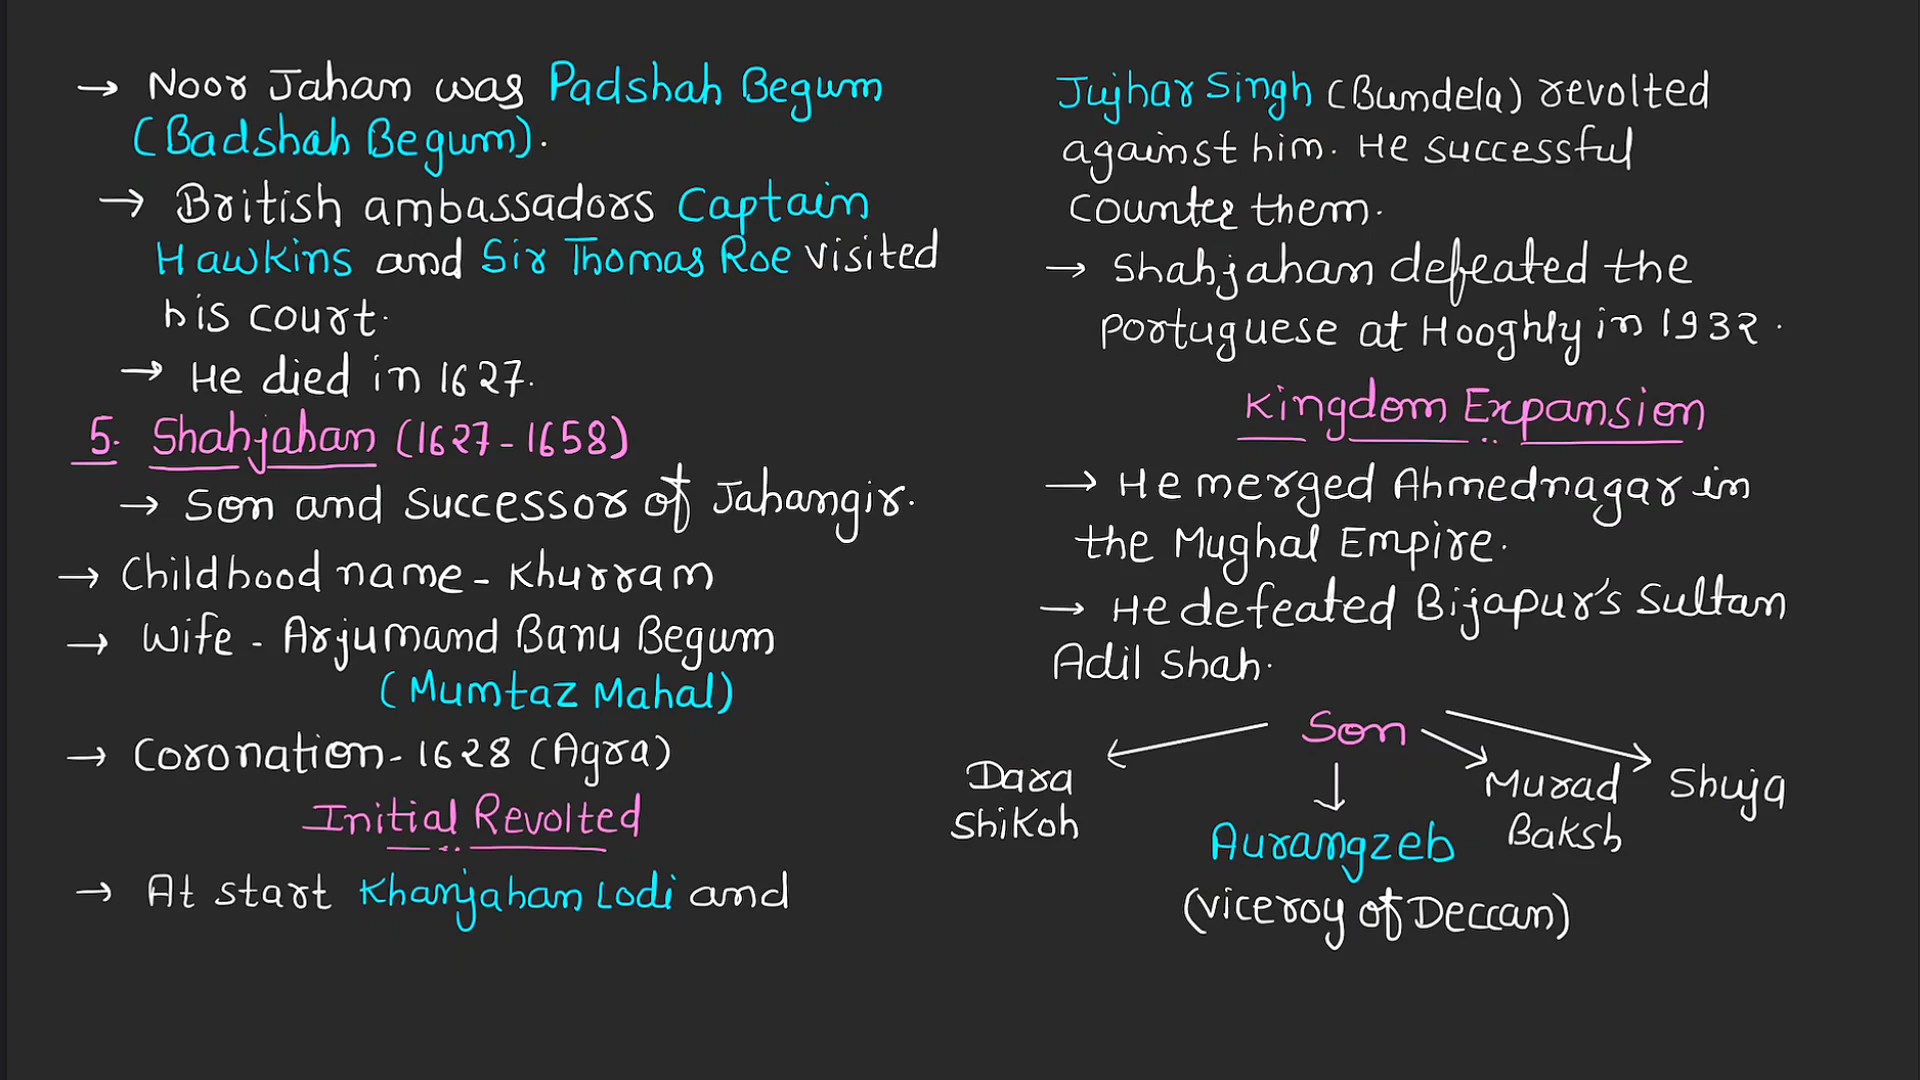 → Noor Jahan was Padshah Begum
(Badshah Begum).
→ British ambassadors Captain
Hawkins and Sir Thomas Roe visited
his court.
→ He died in 1627.
5. Shahjahan (1627-1658)
→ Son and Successor of Jahangir.
→ Childhood name - Khurram
→ Wife - Arjumand Banu Begum
(Mumtaz Mahal)
→ Coronation - 1628 (Agra)
Initial Revolted
→ At start Khanjahan Lodi and
Jujhar Singh (Bundela) revolted
against him. He successful
counter them.
→ Shahjahan defeated the
Portuguese at Hooghly in 1932.
Kingdom Expansion
→ He merged Ahmednagar in
the Mughal Empire.
→ He defeated Bijapur's Sultan
Adil Shah.
Son
Dara Shikoh
Aurangzeb
(viceroy of Deccan)
Murad Baksh
Shuja